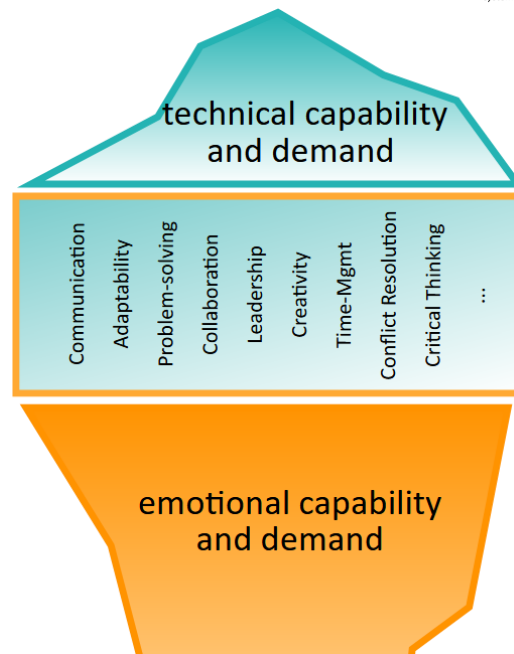 technical capability
and demand
Communication
Adaptability
Problem-solving
Collaboration
Leadership
Creativity
Time-Mgmt
Conflict Resolution
Critical Thinking
...
emotional capability
and demand